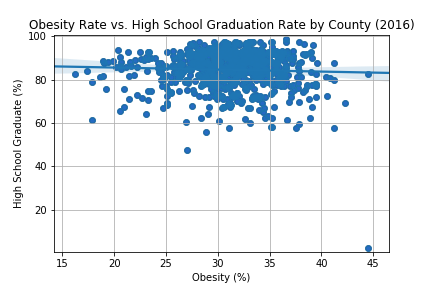 Obesity Rate vs. High School Graduation Rate by County (2016)
100
80
60
40
20
High School Graduate (%)
15 20 25 30 35 40 45
Obesity (%)